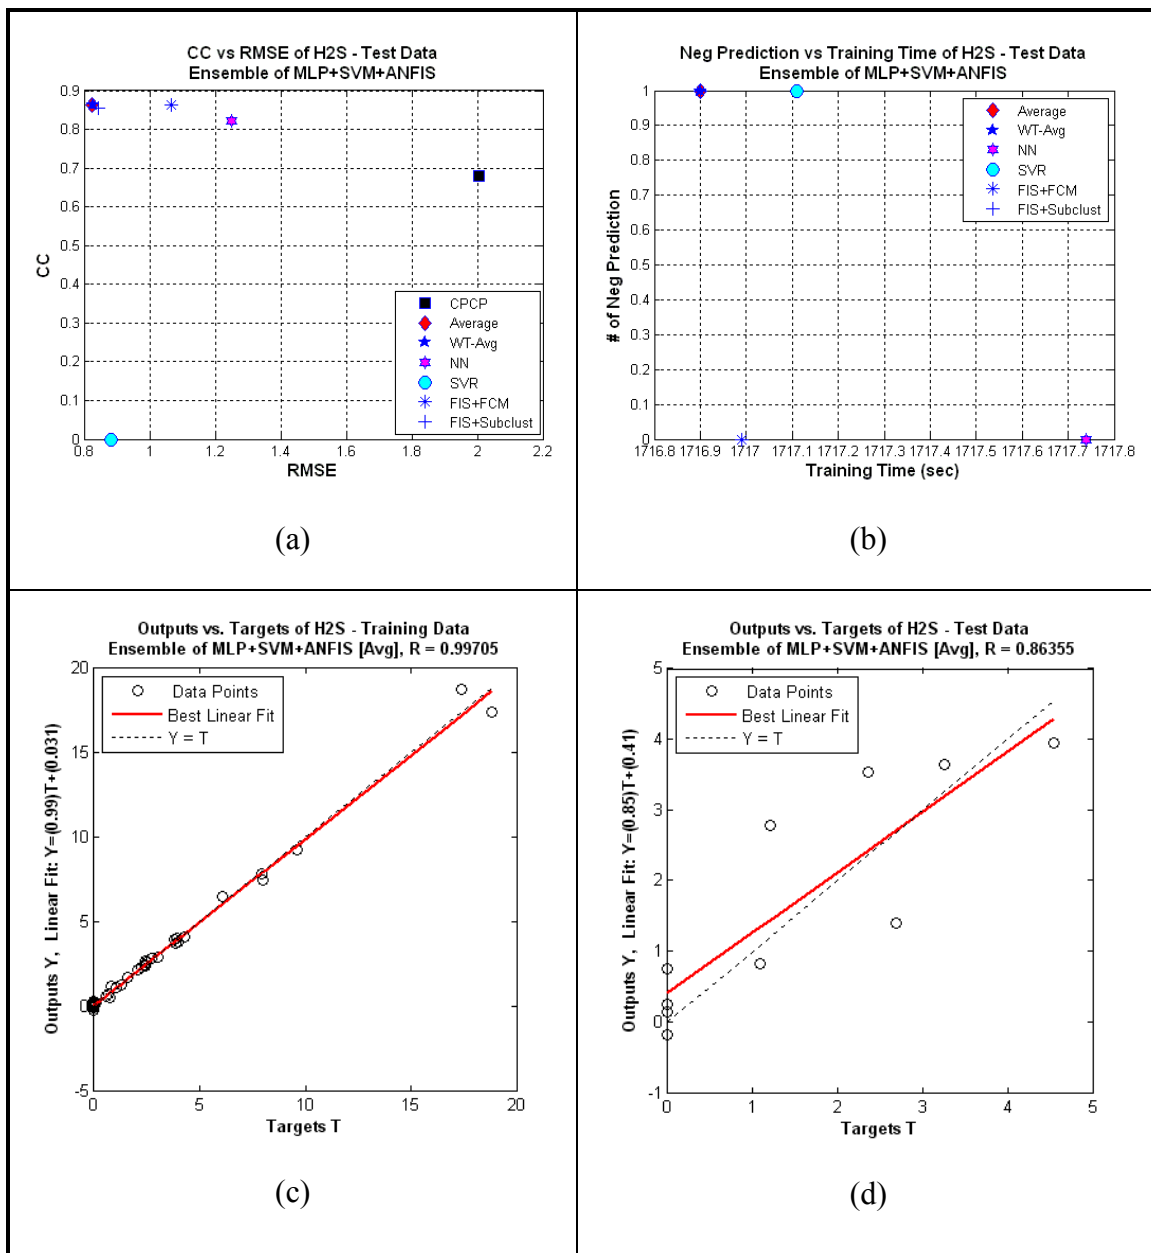 CC vs RMSE of H2S - Test Data
Ensemble of MLP+SVM+ANFIS
0.9
0.8
0.7
0.6
0.5
0.4
0.3
0.2
0.1
0
CC
CPCP
Average
WT-Avg
NN
SVR
FIS+FCM
FIS+Subclust
0.8 1 1.2 1.4 1.6 1.8 2 2.2
RMSE
(a)
Neg Prediction vs Training Time of H2S - Test Data
Ensemble of MLP+SVM+ANFIS
1
0.9
0.8
0.7
0.6
0.5
0.4
0.3
0.2
0.1
0
# of Neg Prediction
Average
WT-Avg
NN
SVR
FIS+FCM
FIS+Subclust
1716.8 1716.9 1717 1717.1 1717.2 1717.3 1717.4 1717.5 1717.6 1717.7 1717.8
Training Time (sec)
(b)
Outputs vs. Targets of H2S - Training Data
Ensemble of MLP+SVM+ANFIS [Avg], R = 0.99705
20
15
10
5
0
-5
Outputs Y, Linear Fit: Y=(0.99)T+(0.031)
Data Points
Best Linear Fit
Y = T
0 5 10 15 20
Targets T
(c)
Outputs vs. Targets of H2S - Test Data
Ensemble of MLP+SVM+ANFIS [Avg], R = 0.86355
5
4
3
2
1
0
-1
Outputs Y, Linear Fit: Y=(0.85)T+(0.41)
Data Points
Best Linear Fit
Y = T
0 1 2 3 4 5
Targets T
(d)